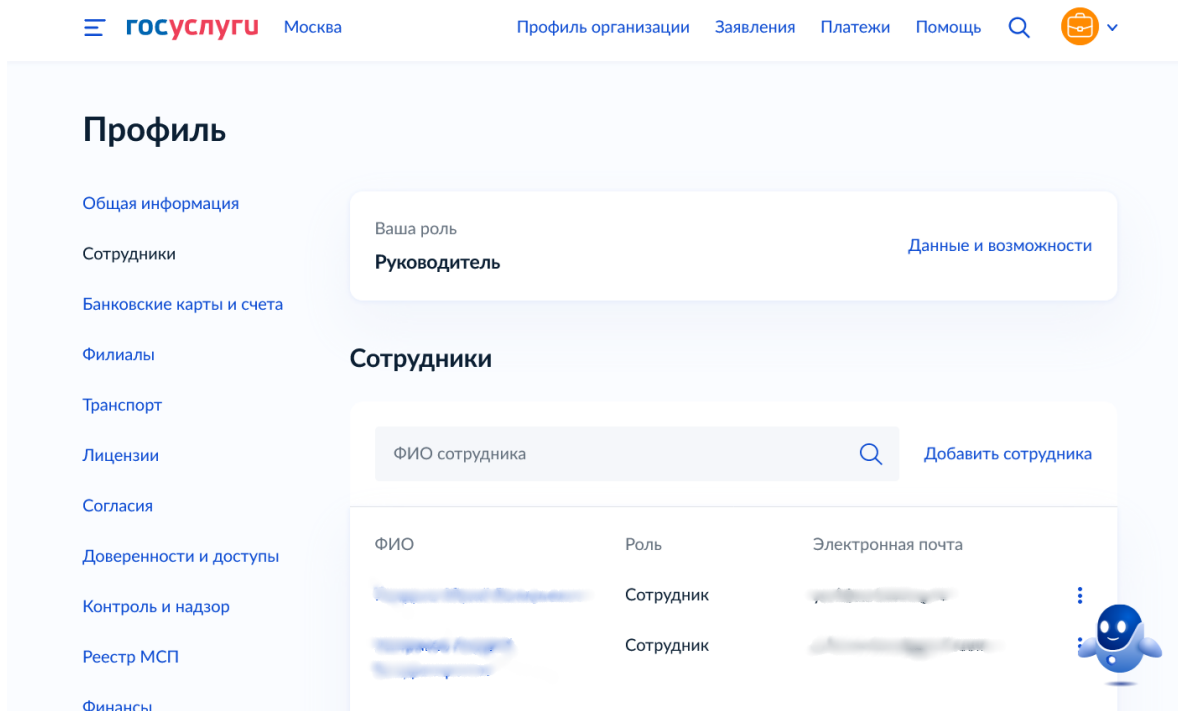 госуслуги Москва Профиль организации Заявления Платежи Помощь
Профиль
Общая информация
Сотрудники
Банковские карты и счета
Филиалы
Транспорт
Лицензии
Согласия
Доверенности и доступы
Контроль и надзор
Реестр МСП
Финансы
Ваша роль
Руководитель
Данные и возможности
Сотрудники
ФИО сотрудника
Добавить сотрудника
ФИО Роль Электронная почта
Сотрудник
Сотрудник